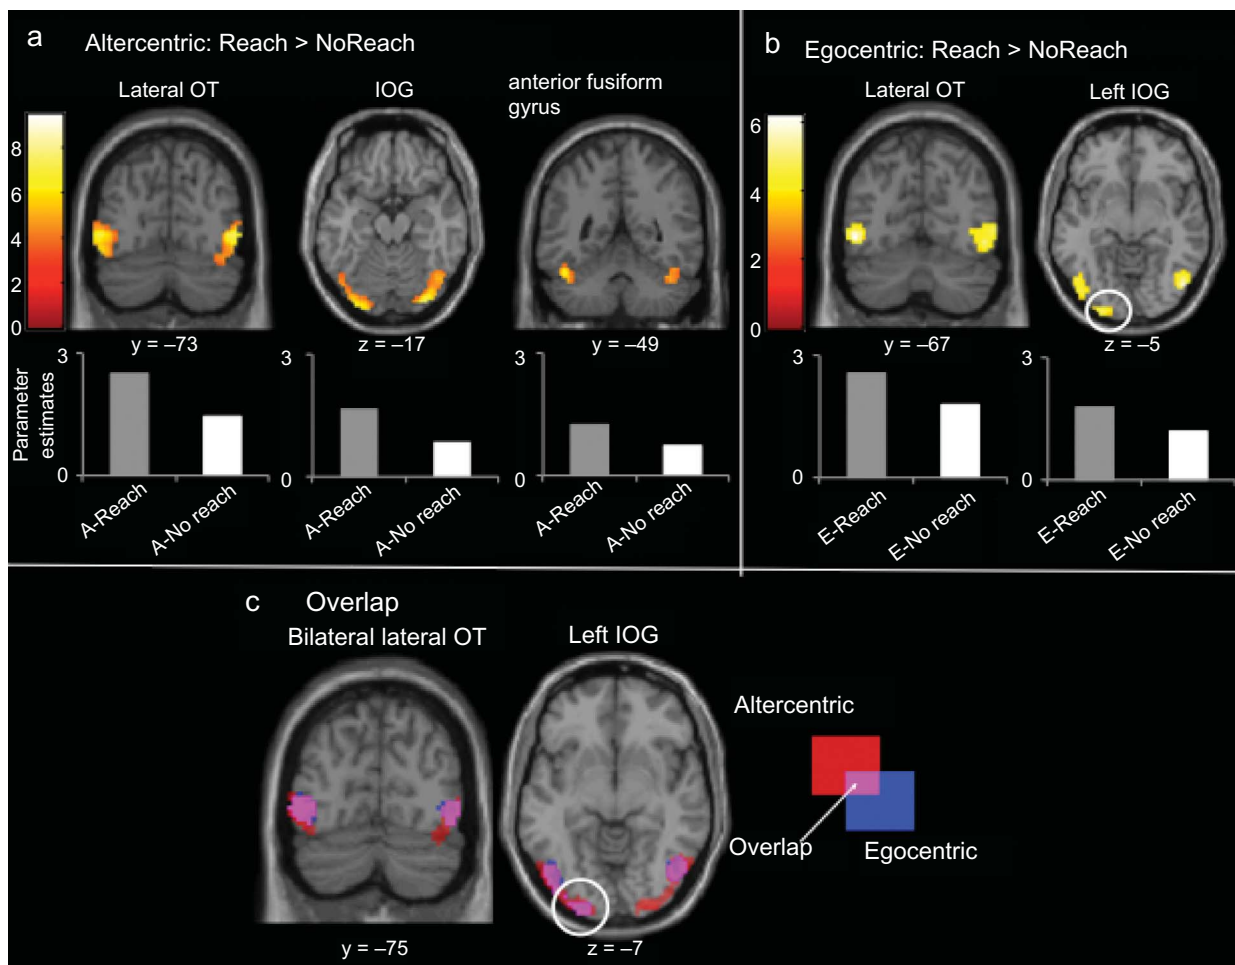 a Altercentric: Reach > NoReach
Lateral OT
IOG
anterior fusiform
gyrus
8
6
4
2
0
y = –73
z = –17
y = –49
Parameter
estimates
3
0
A-Reach
A-No reach
3
0
A-Reach
A-No reach
3
0
A-Reach
A-No reach
b Egocentric: Reach > NoReach
Lateral OT
Left IOG
6
4
2
0
y = –67
z = –5
3
0
E-Reach
E-No reach
3
0
E-Reach
E-No reach
c Overlap
Bilateral lateral OT
Left IOG
y = –75
z = –7
Altercentric
Overlap
Egocentric